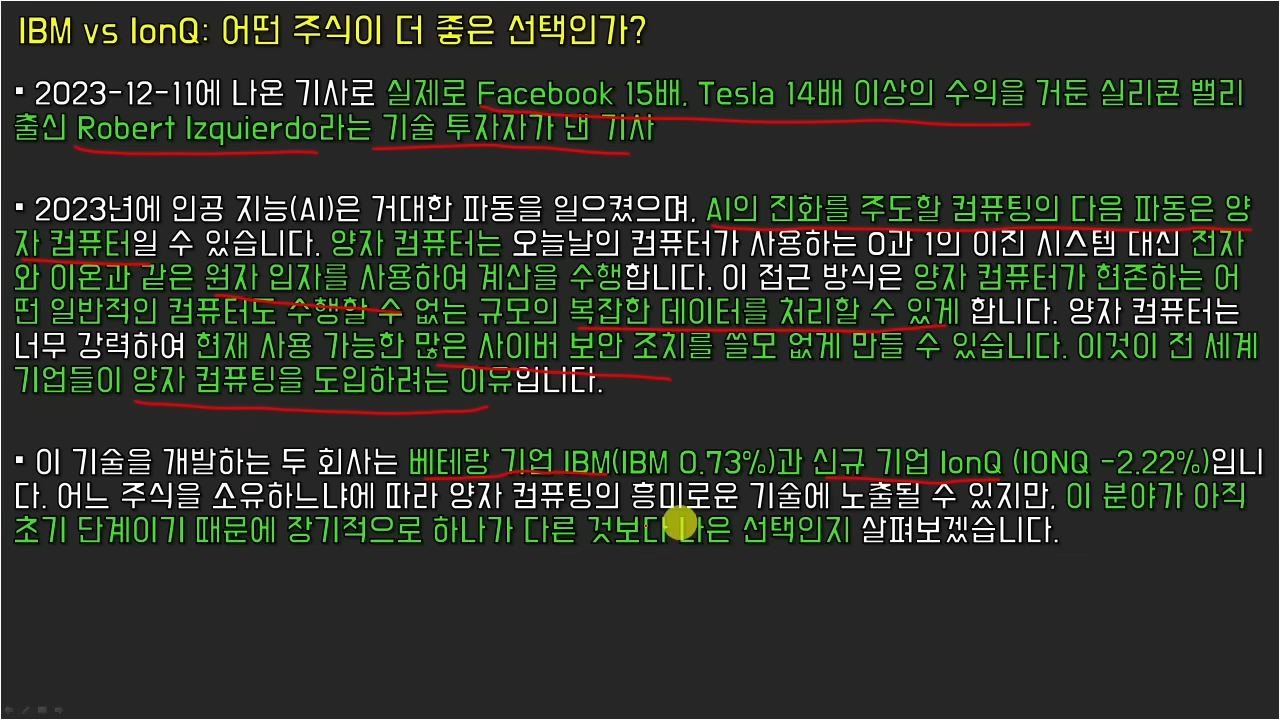 IBM vs IonQ: 어떤 주식이 더 좋은 선택인가?
▪ 2023-12-11에 나온 기사로 실제로 Facebook 15배, Tesla 14배 이상의 수익을 거둔 실리콘 밸리
출신 Robert Izquierdo라는 기술 투자자가 낸 기사
▪ 2023년에 인공 지능(AI)은 거대한 파동을 일으켰으며, AI의 진화를 주도할 컴퓨팅의 다음 파동은 양
자 컴퓨터일 수 있습니다. 양자 컴퓨터는 오늘날의 컴퓨터가 사용하는 0과 1의 이진 시스템 대신 전자
와 이온과 같은 원자 입자를 사용하여 계산을 수행합니다. 이 접근 방식은 양자 컴퓨터가 현존하는 어
떤 일반적인 컴퓨터도 수행할 수 없는 규모의 복잡한 데이터를 처리할 수 있게 합니다. 양자 컴퓨터는
너무 강력하여 현재 사용 가능한 많은 사이버 보안 조치를 쓸모 없게 만들 수 있습니다. 이것이 전 세계
기업들이 양자 컴퓨팅을 도입하려는 이유입니다.
▪ 이 기술을 개발하는 두 회사는 베테랑 기업 IBM(IBM 0.73%)과 신규 기업 IonQ (IONQ -2.22%)입니
다. 어느 주식을 소유하느냐에 따라 양자 컴퓨팅의 흥미로운 기술에 노출될 수 있지만, 이 분야가 아직
초기 단계이기 때문에 장기적으로 하나가 다른 것보다 나은 선택인지 살펴보겠습니다.